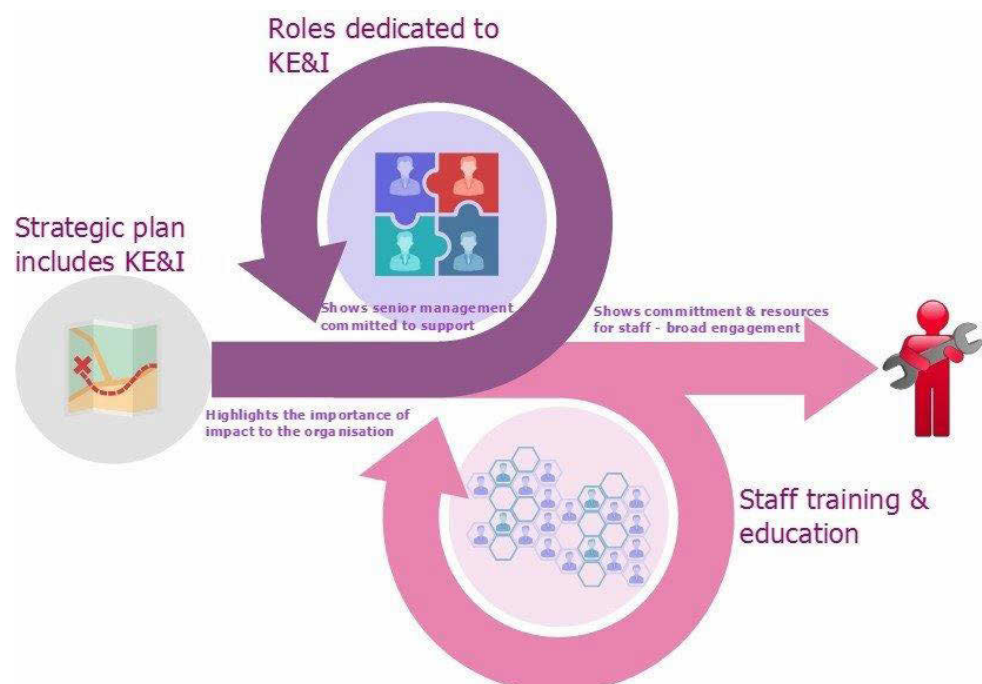 Roles dedicated to
KE&I
Strategic plan
includes KE&I
Shows senior management
committed to support
Shows committment & resources
for staff - broad engagement
Highlights the importance of
impact to the organisation
Staff training &
education